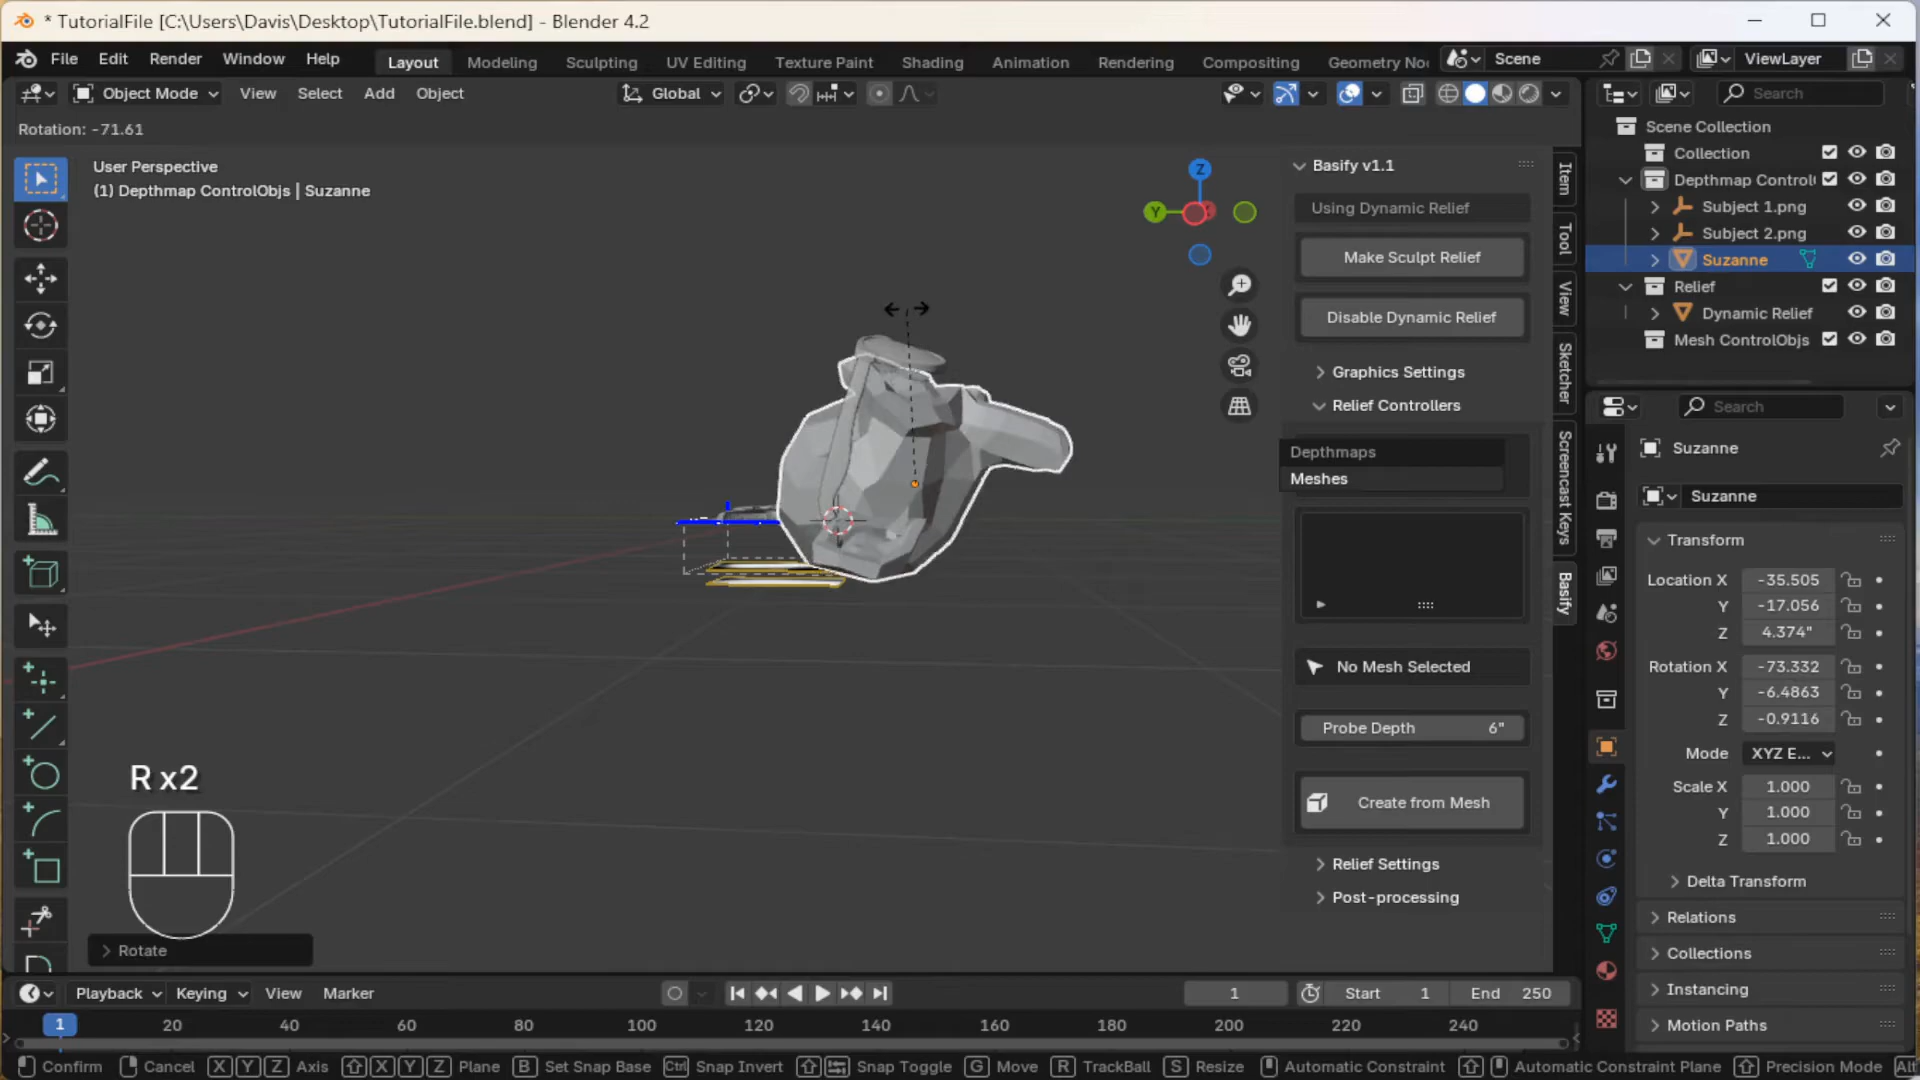 * TutorialFile [C:\Users\Davis\Desktop\TutorialFile.blend] - Blender 4.2
File Edit Render Window Help Layout Modeling Sculpting UV Editing Texture Paint Shading Animation Rendering Compositing Geometry No Scene ViewLayer
Object Mode View Select Add Object Global Search
Rotation: -71.61
User Perspective
(1) Depthmap ControlObjs | Suzanne
Z
Y
R x2
Rotate
Basify v1.1
Using Dynamic Relief
Make Sculpt Relief
Disable Dynamic Relief
Graphics Settings
Relief Controllers
Depthmaps
Meshes
No Mesh Selected
Probe Depth 6"
Create from Mesh
Relief Settings
Post-processing
Item
Tool
View
Sketcher
Screencast Keys
Basify
Scene Collection
Collection
Depthmap Control
Subject 1.png
Subject 2.png
Suzanne
Relief
Dynamic Relief
Mesh ControlObjs
Search
Suzanne
Suzanne
Transform
Location X -35.505
Y -17.056
Z 4.374"
Rotation X -73.332
Y -6.4863
Z -0.9116
Mode XYZ E...
Scale X 1.000
Y 1.000
Z 1.000
Delta Transform
Relations
Collections
Instancing
Motion Paths
Playback Keying View Marker 1 Start 1 End 250
1 20 40 60 80 100 120 140 160 180 200 220 240
Confirm Cancel X Y Z Axis X Y Z Plane B Set Snap Base Ctrl Snap Invert Snap Toggle G Move R TrackBall S Resize Automatic Constraint Automatic Constraint Plane Precision Mode Alt